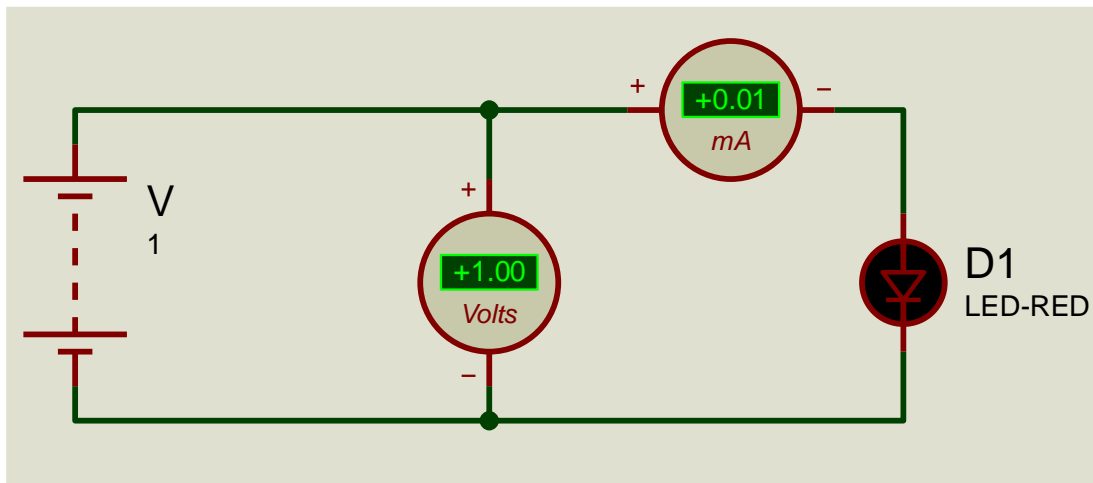 +
+0.01
−
mA
V
1
+
+1.00
Volts
−
D1
LED-RED